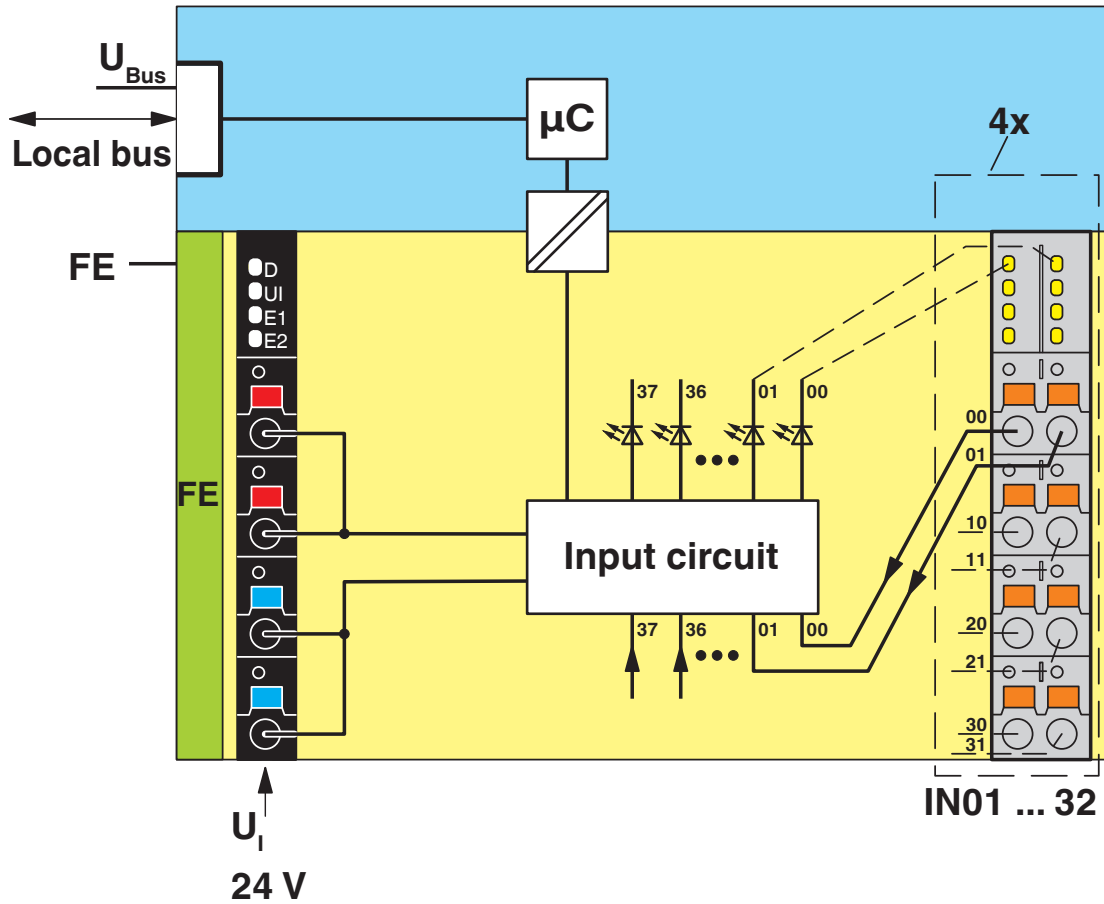 U Bus
Local bus
µC
4x
FE
D
UI
E1
E2
37 36 01 00
00
01
FE
10
Input circuit
11
37 36 01 00
20
21
30
31
IN01 ... 32
U I
24 V